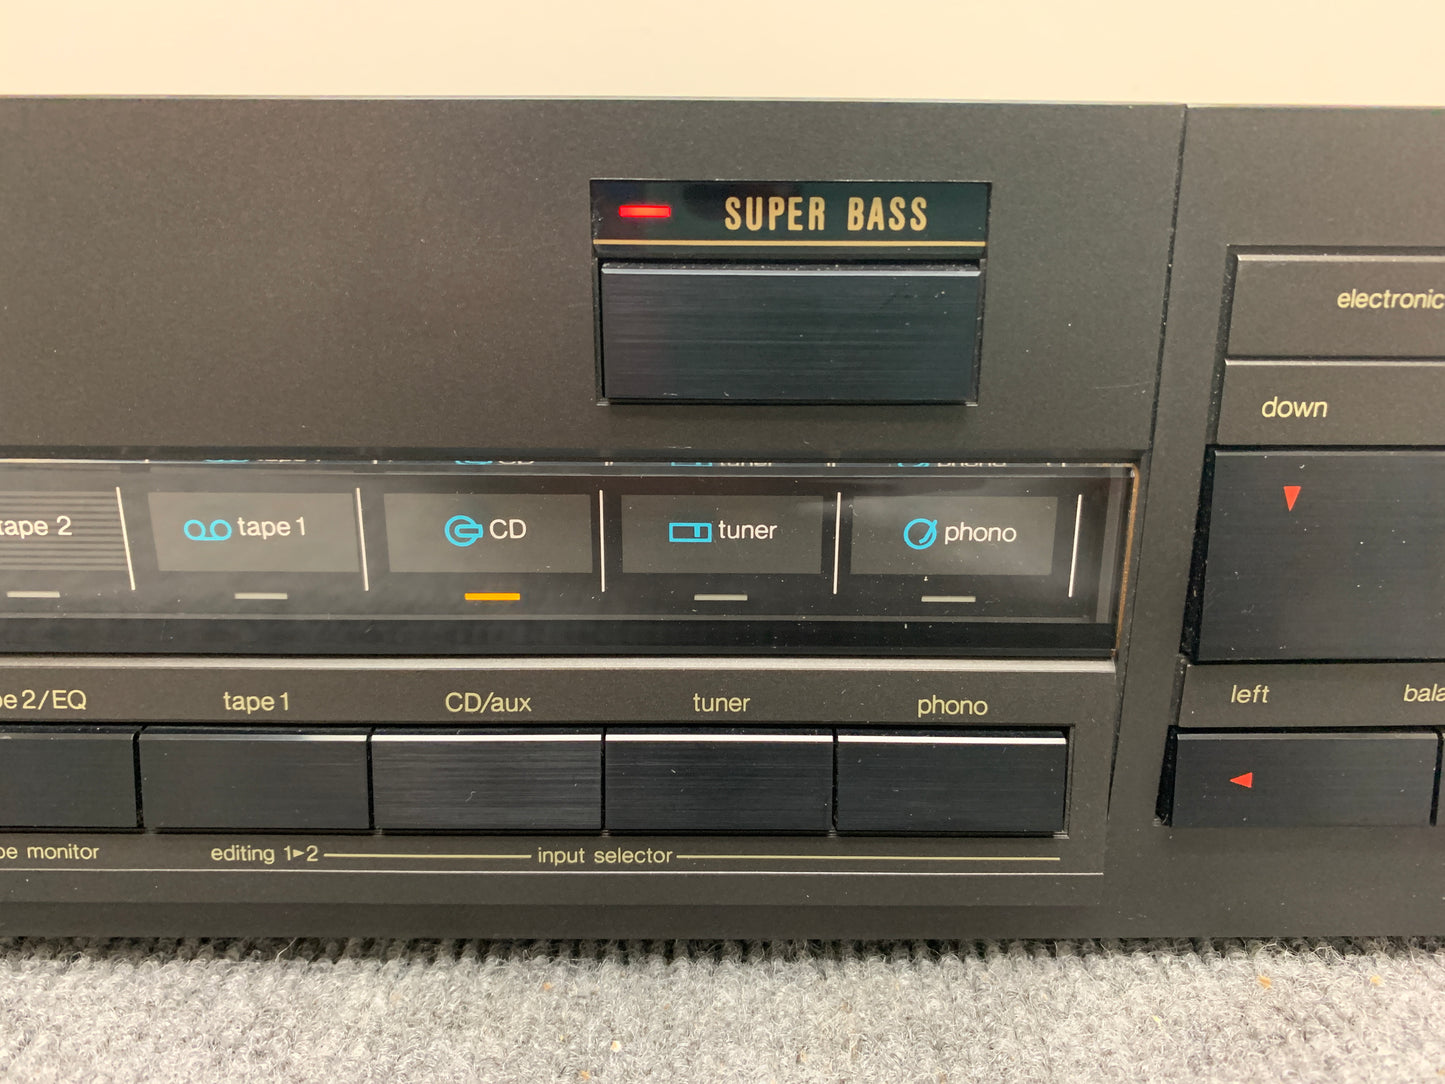 SUPER BASS
electronic
down
tape 2
tape 1
CD
tuner
phono
left
e 2/EQ
tape 1
CD/aux
tuner
phono
monitor
editing 1►2
input selector